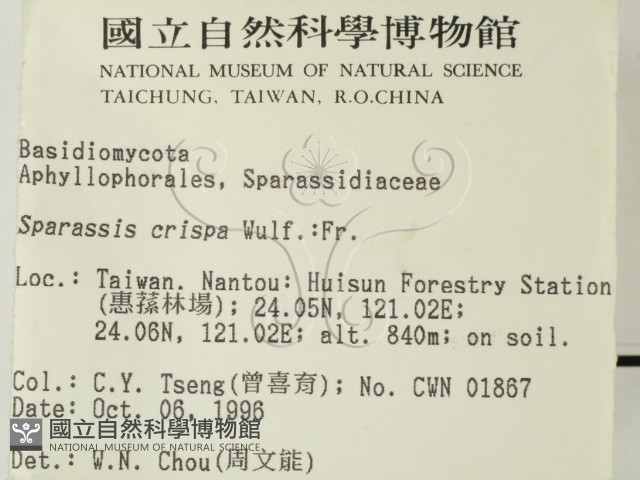 國立自然科學博物館
NATIONAL MUSEUM OF NATURAL SCIENCE
TAICHUNG, TAIWAN, R.O.CHINA
Basidiomycota
Aphyllophorales, Sparassidiaceae
Sparassis crispa Wulf.:Fr.
Loc.: Taiwan. Nantou: Huisun Forestry Station
(惠蓀林場); 24.05N, 121.02E;
24.06N, 121.02E; alt. 840m; on soil.
Col.: C.Y. Tseng(曾喜育); No. CWN 01867
Date: Oct. 06, 1996
國立自然科學博物館
NATIONAL MUSEUM OF NATURAL SCIENCE
Det.: W.N. Chou(周文能)